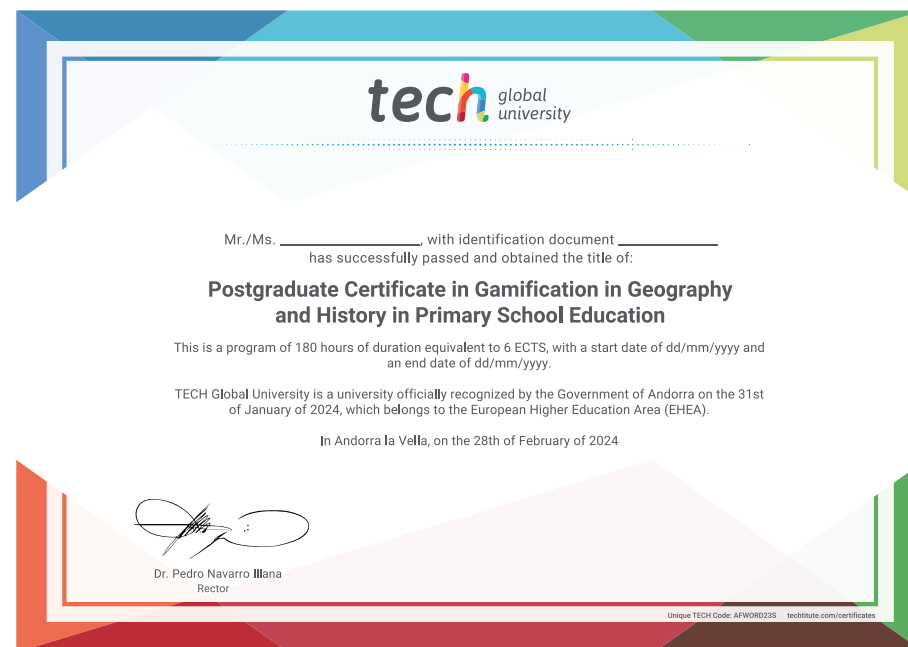 tech global
university
Mr./Ms. ____________, with identification document ____________
has successfully passed and obtained the title of:
Postgraduate Certificate in Gamification in Geography
and History in Primary School Education
This is a program of 180 hours of duration equivalent to 6 ECTS, with a start date of dd/mm/yyyy and
an end date of dd/mm/yyyy.
TECH Global University is a university officially recognized by the Government of Andorra on the 31st
of January of 2024, which belongs to the European Higher Education Area (EHEA).
In Andorra la Vella, on the 28th of February of 2024
Dr. Pedro Navarro Illana
Rector
Unique TECH Code: AFWORD23S techtitute.com/certificates